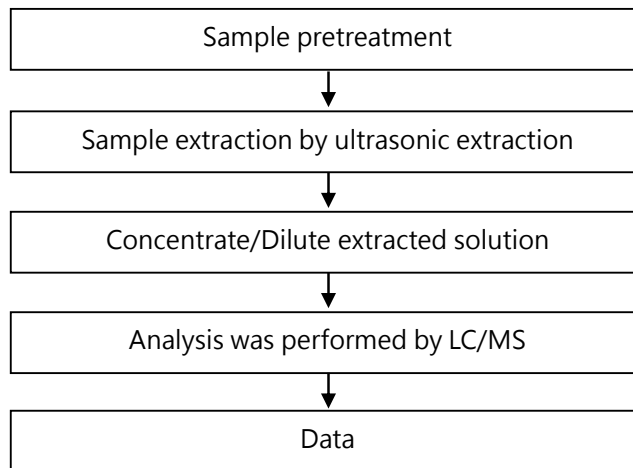 Sample pretreatment
Sample extraction by ultrasonic extraction
Concentrate/Dilute extracted solution
Analysis was performed by LC/MS
Data